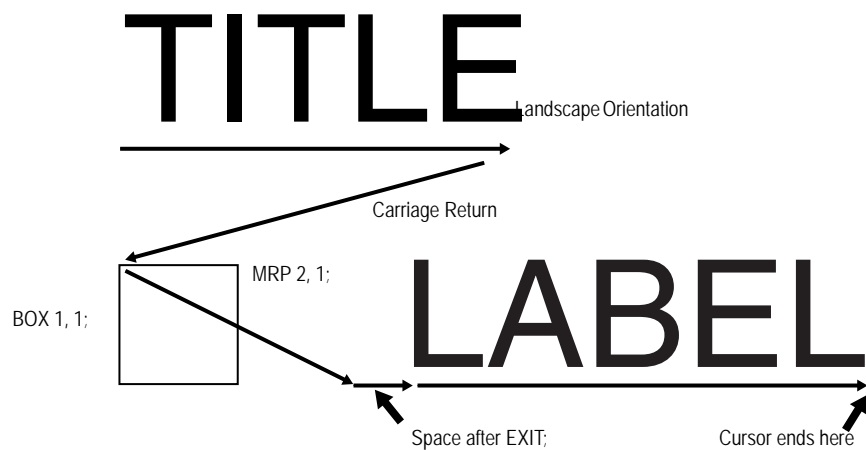 TITLE
Landscape Orientation
Carriage Return
MRP 2, 1;
BOX 1, 1;
LABEL
Space after EXIT;
Cursor ends here